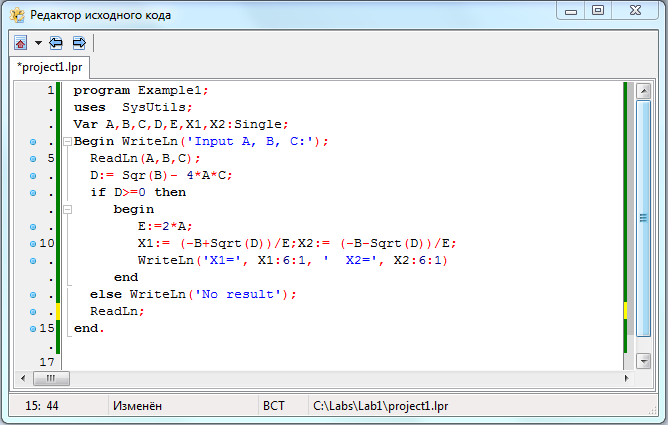 Редактор исходного кода
*project1.lpr
1 program Example1;
. uses  SysUtils;
. Var A,B,C,D,E,X1,X2:Single;
. Begin WriteLn('Input A, B, C:');
5   ReadLn(A,B,C);
.   D:= Sqr(B)- 4*A*C;
.   if D>=0 then
.      begin
.         E:=2*A;
10         X1:= (-B+Sqrt(D))/E;X2:= (-B-Sqrt(D))/E;
.         WriteLn('X1=', X1:6:1, '  X2=', X2:6:1)
.      end
.   else WriteLn('No result');
.   ReadLn;
15 end.
.
17
15: 44 Изменён ВСТ C:\Labs\Lab1\project1.lpr